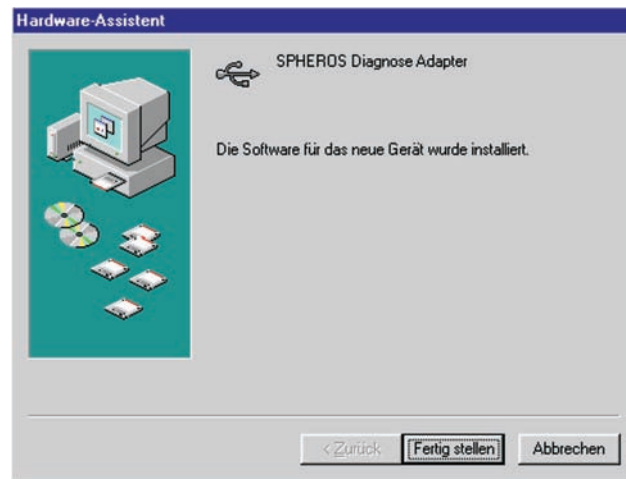 Hardware-Assistent
SPHEROS Diagnose Adapter
Die Software für das neue Gerät wurde installiert.
< Zurück
Fertig stellen
Abbrechen